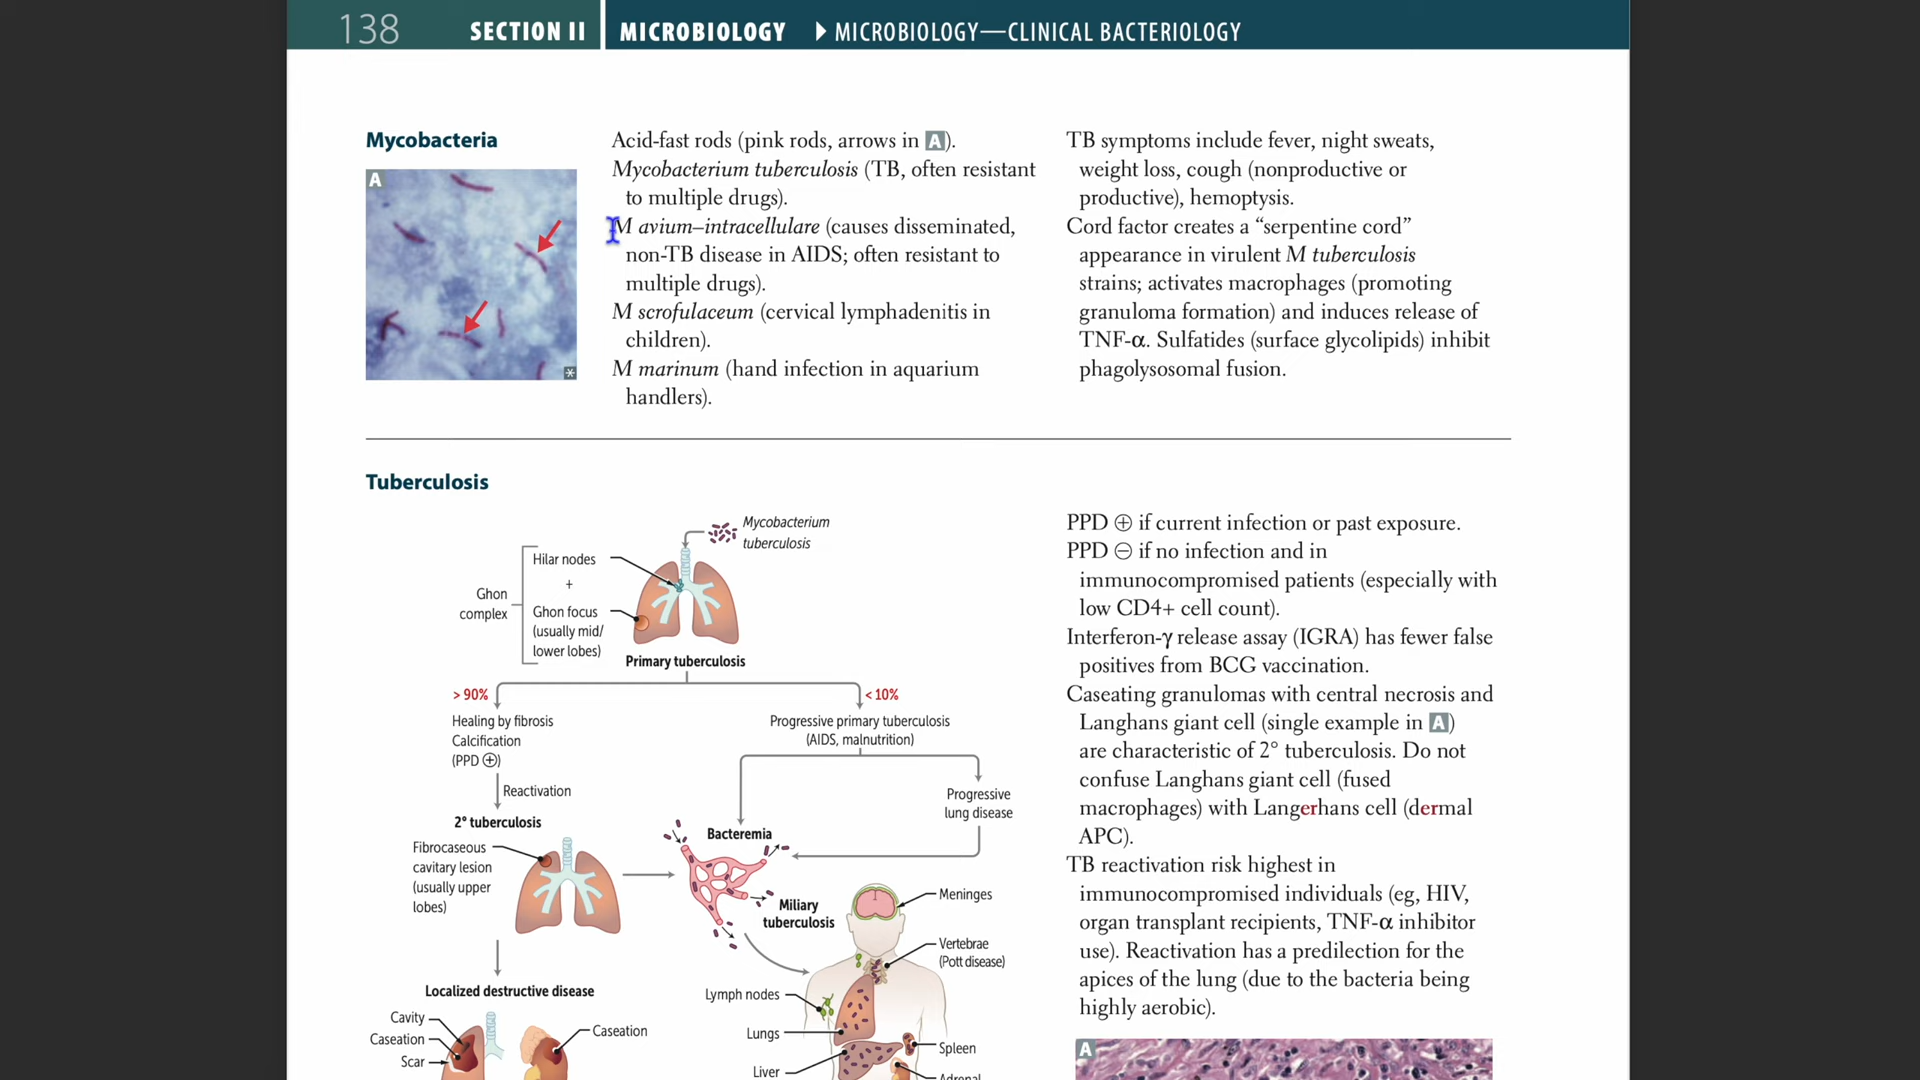 138 SECTION II MICROBIOLOGY ▶ MICROBIOLOGY—CLINICAL BACTERIOLOGY
Mycobacteria
A
Acid-fast rods (pink rods, arrows in A).
Mycobacterium tuberculosis (TB, often resistant
to multiple drugs).
M avium–intracellulare (causes disseminated,
non-TB disease in AIDS; often resistant to
multiple drugs).
M scrofulaceum (cervical lymphadenitis in
children).
M marinum (hand infection in aquarium
handlers).
TB symptoms include fever, night sweats,
weight loss, cough (nonproductive or
productive), hemoptysis.
Cord factor creates a “serpentine cord”
appearance in virulent M tuberculosis
strains; activates macrophages (promoting
granuloma formation) and induces release of
TNF-α. Sulfatides (surface glycolipids) inhibit
phagolysosomal fusion.
Tuberculosis
Mycobacterium
tuberculosis
Hilar nodes
+
Ghon
complex
Ghon focus
(usually mid/
lower lobes)
Primary tuberculosis
> 90%
< 10%
Healing by fibrosis
Calcification
(PPD ⊕)
Progressive primary tuberculosis
(AIDS, malnutrition)
Reactivation
Progressive
lung disease
2° tuberculosis
Bacteremia
Fibrocaseous
cavitary lesion
(usually upper
lobes)
Miliary
tuberculosis
Meninges
Vertebrae
(Pott disease)
Localized destructive disease
Lymph nodes
Cavity
Caseation
Scar
Caseation
Lungs
Spleen
Liver
Adrenal
PPD ⊕ if current infection or past exposure.
PPD ⊖ if no infection and in
immunocompromised patients (especially with
low CD4+ cell count).
Interferon-γ release assay (IGRA) has fewer false
positives from BCG vaccination.
Caseating granulomas with central necrosis and
Langhans giant cell (single example in A)
are characteristic of 2° tuberculosis. Do not
confuse Langhans giant cell (fused
macrophages) with Langerhans cell (dermal
APC).
TB reactivation risk highest in
immunocompromised individuals (eg, HIV,
organ transplant recipients, TNF-α inhibitor
use). Reactivation has a predilection for the
apices of the lung (due to the bacteria being
highly aerobic).
A